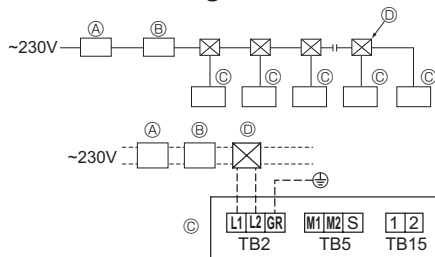 Ⓐ Ⓑ Ⓓ
~230V
Ⓒ Ⓒ Ⓒ Ⓒ Ⓒ
Ⓐ Ⓑ Ⓓ
~230V
Ⓒ L1 L2 GR M1 M2 S 1 2
TB2 TB5 TB15